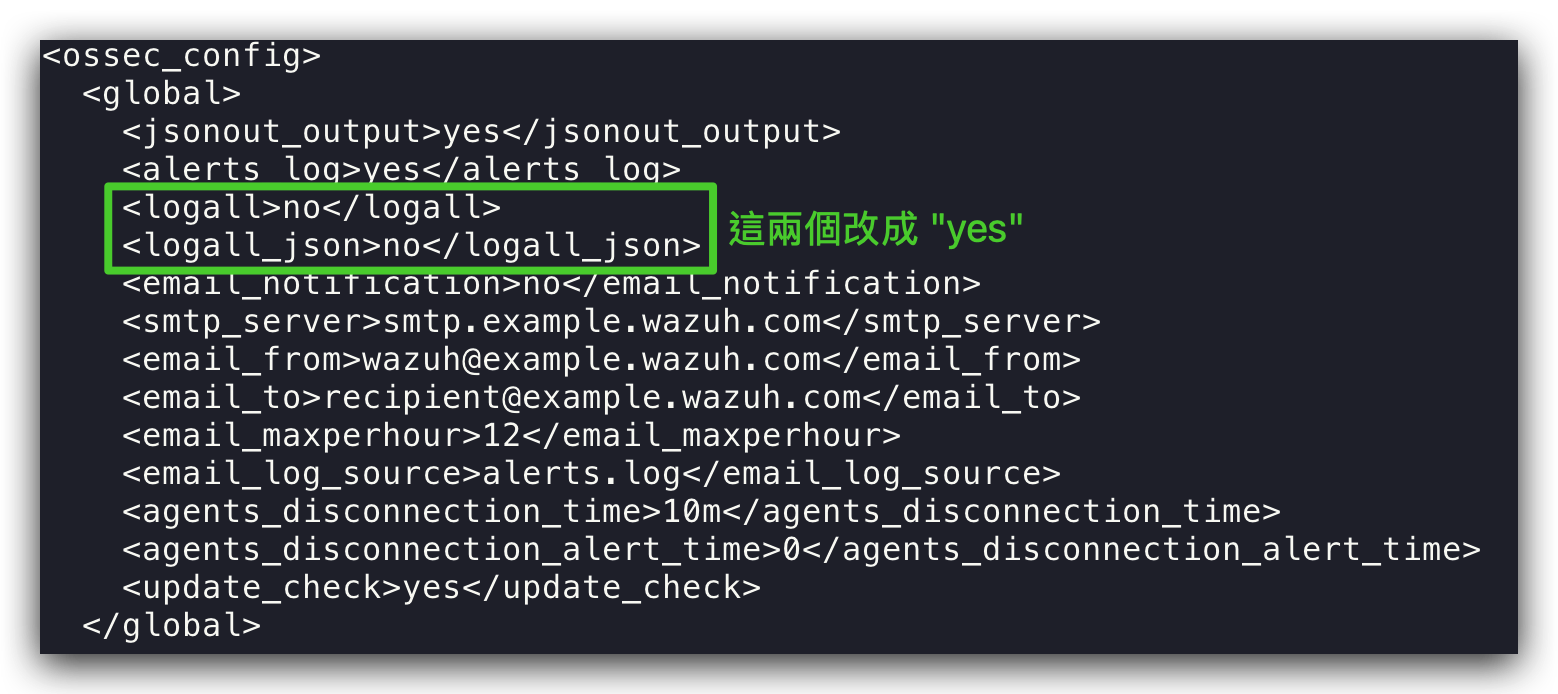 <ossec_config>
<global>
<jsonout_output>yes</jsonout_output>
<alerts_log>yes</alerts_log>
<logall>no</logall>
<logall_json>no</logall_json>
這兩個改成 "yes"
<email_notification>no</email_notification>
<smtp_server>smtp.example.wazuh.com</smtp_server>
<email_from>wazuh@example.wazuh.com</email_from>
<email_to>recipient@example.wazuh.com</email_to>
<email_maxperhour>12</email_maxperhour>
<email_log_source>alerts.log</email_log_source>
<agents_disconnection_time>10m</agents_disconnection_time>
<agents_disconnection_alert_time>0</agents_disconnection_alert_time>
<update_check>yes</update_check>
</global>